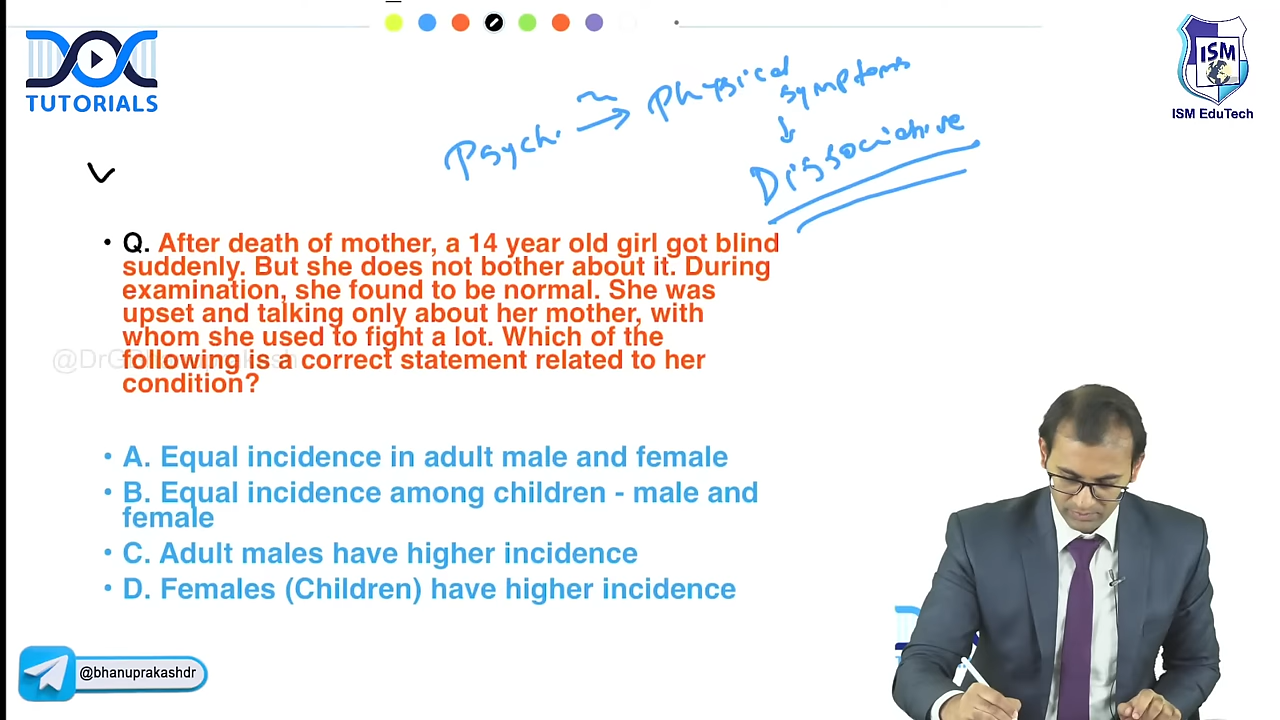 DOC
TUTORIALS
ISM
ISM EduTech
Psych. → Physical
symptoms
↓
Dissociative
• Q. After death of mother, a 14 year old girl got blind
suddenly. But she does not bother about it. During
examination, she found to be normal. She was
upset and talking only about her mother, with
whom she used to fight a lot. Which of the
following is a correct statement related to her
condition?
• A. Equal incidence in adult male and female
• B. Equal incidence among children - male and
female
• C. Adult males have higher incidence
• D. Females (Children) have higher incidence
@bhanuprakashdr